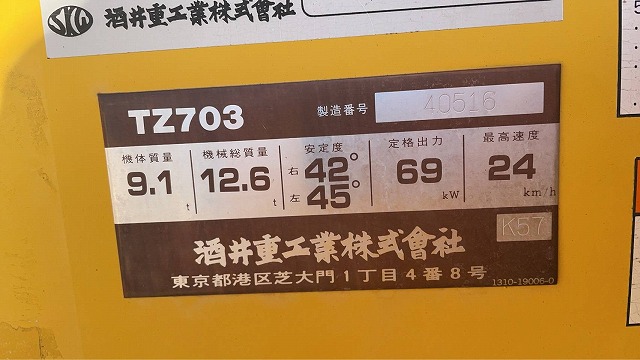 SKW 酒井重工業株式會社
TZ703 製造番号 40516
機体質量 機械総質量 安定度 定格出力 最高速度
9.1 t 12.6 t 右 42° 左 45° 69 kW 24 km/h
K57
酒井重工業株式會社
東京都港区芝大門1丁目4番8号
1310-19006-0